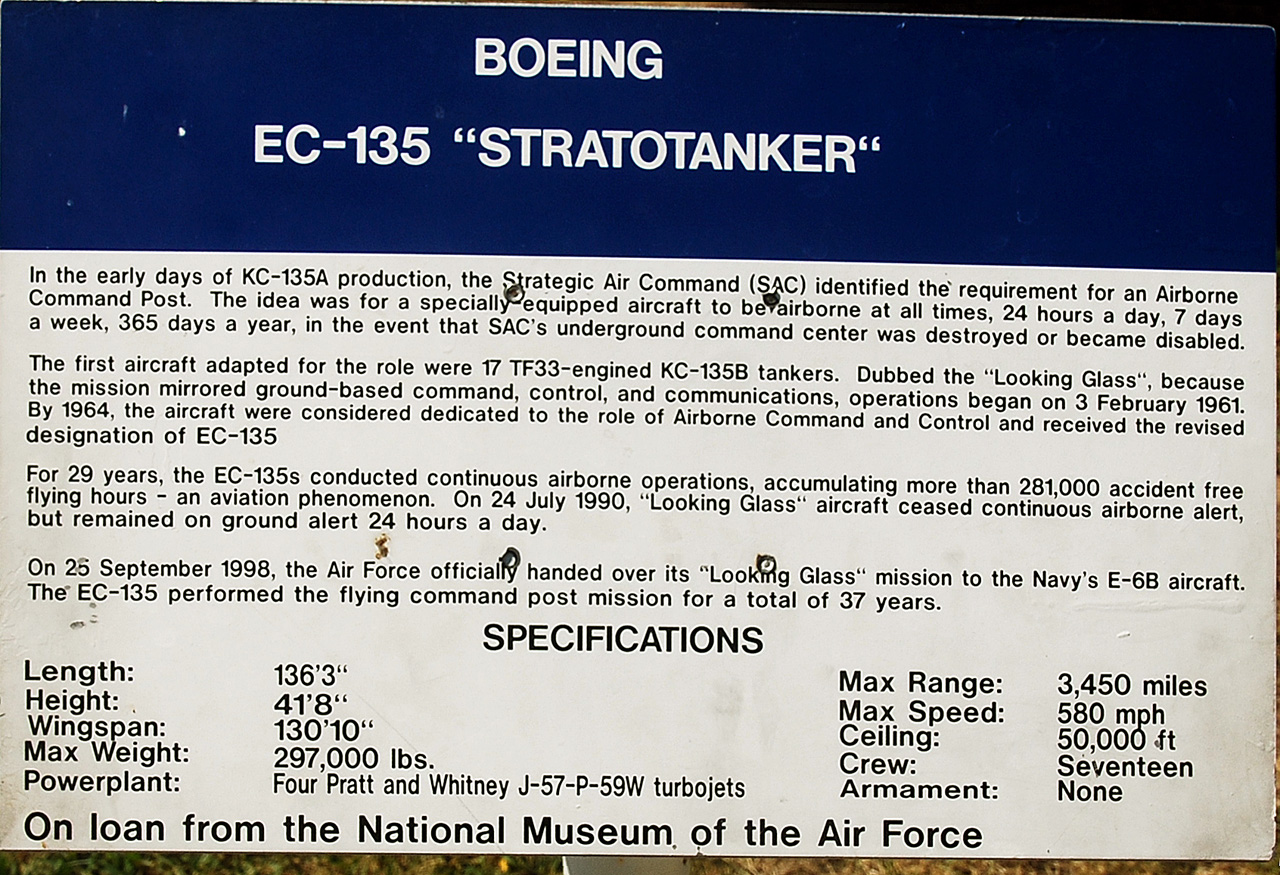 BOEING
EC-135 “STRATOTANKER“
In the early days of KC-135A production, the Strategic Air Command (SAC) identified the requirement for an Airborne
Command Post. The idea was for a specially equipped aircraft to be airborne at all times, 24 hours a day, 7 days
a week, 365 days a year, in the event that SAC's underground command center was destroyed or became disabled.
The first aircraft adapted for the role were 17 TF33-engined KC-135B tankers. Dubbed the “Looking Glass“, because
the mission mirrored ground-based command, control, and communications, operations began on 3 February 1961.
By 1964, the aircraft were considered dedicated to the role of Airborne Command and Control and received the revised
designation of EC-135
For 29 years, the EC-135s conducted continuous airborne operations, accumulating more than 281,000 accident free
flying hours - an aviation phenomenon. On 24 July 1990, “Looking Glass“ aircraft ceased continuous airborne alert,
but remained on ground alert 24 hours a day.
On 25 September 1998, the Air Force officially handed over its “Looking Glass“ mission to the Navy's E-6B aircraft.
The EC-135 performed the flying command post mission for a total of 37 years.
SPECIFICATIONS
Length: 136'3“
Height: 41'8“
Wingspan: 130'10“
Max Weight: 297,000 lbs.
Powerplant: Four Pratt and Whitney J-57-P-59W turbojets
Max Range: 3,450 miles
Max Speed: 580 mph
Ceiling: 50,000 ft
Crew: Seventeen
Armament: None
On loan from the National Museum of the Air Force